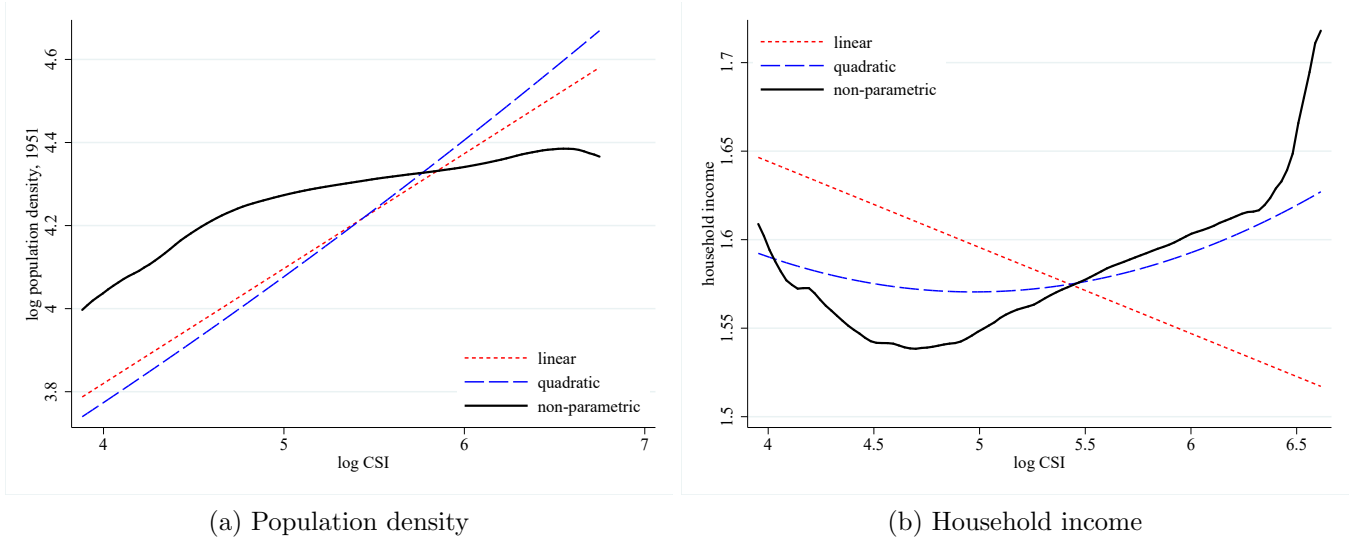 log population density, 1951
4.6
4.4
4.2
4
3.8
linear
quadratic
non-parametric
4
5
6
7
log CSI
(a) Population density
household income
1.7
1.65
1.6
1.55
1.5
linear
quadratic
non-parametric
4
4.5
5
5.5
6
6.5
log CSI
(b) Household income